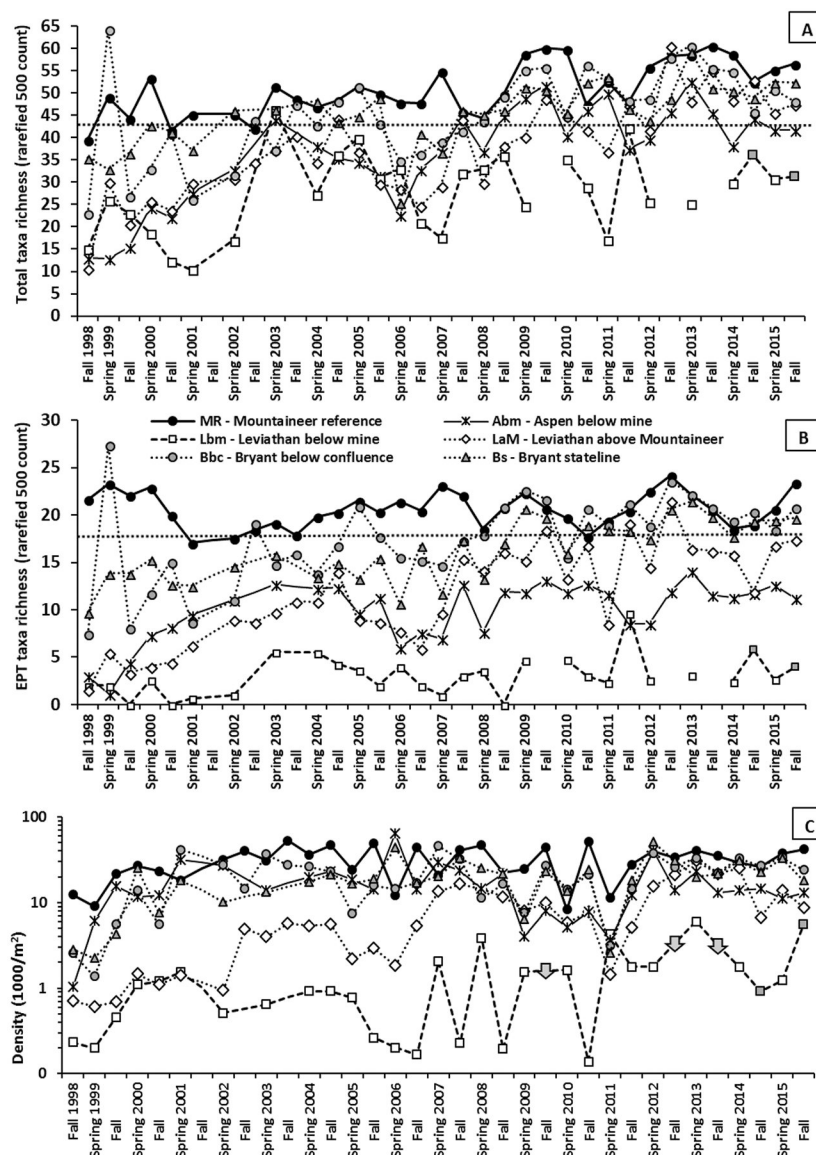 A
Total taxa richness (rarefied 500 count)
65
60
55
50
45
40
35
30
25
20
15
10
5
0
Fall 1998
Spring 1999
Fall
Spring 2000
Fall
Spring 2001
Spring 2002
Fall
Spring 2003
Fall
Spring 2004
Fall
Spring 2005
Fall
Spring 2006
Fall
Spring 2007
Fall
Spring 2008
Fall
Spring 2009
Fall
Spring 2010
Fall
Spring 2011
Fall
Spring 2012
Fall
Spring 2013
Fall
Spring 2014
Fall
Spring 2015
Fall
B
EPT taxa richness (rarefied 500 count)
30
25
20
15
10
5
0
MR - Mountaineer reference
Abm - Aspen below mine
Lbm - Leviathan below mine
LaM - Leviathan above Mountaineer
Bbc - Bryant below confluence
Bs - Bryant stateline
Fall 1998
Spring 1999
Fall
Spring 2000
Fall
Spring 2001
Spring 2002
Fall
Spring 2003
Fall
Spring 2004
Fall
Spring 2005
Fall
Spring 2006
Fall
Spring 2007
Fall
Spring 2008
Fall
Spring 2009
Fall
Spring 2010
Fall
Spring 2011
Fall
Spring 2012
Fall
Spring 2013
Fall
Spring 2014
Fall
Spring 2015
Fall
C
Density (1000/m²)
100
10
1
0
Fall 1998
Spring 1999
Fall
Spring 2000
Fall
Spring 2001
Spring 2002
Fall
Spring 2003
Fall
Spring 2004
Fall
Spring 2005
Fall
Spring 2006
Fall
Spring 2007
Fall
Spring 2008
Fall
Spring 2009
Fall
Spring 2010
Fall
Spring 2011
Fall
Spring 2012
Fall
Spring 2013
Fall
Spring 2014
Fall
Spring 2015
Fall